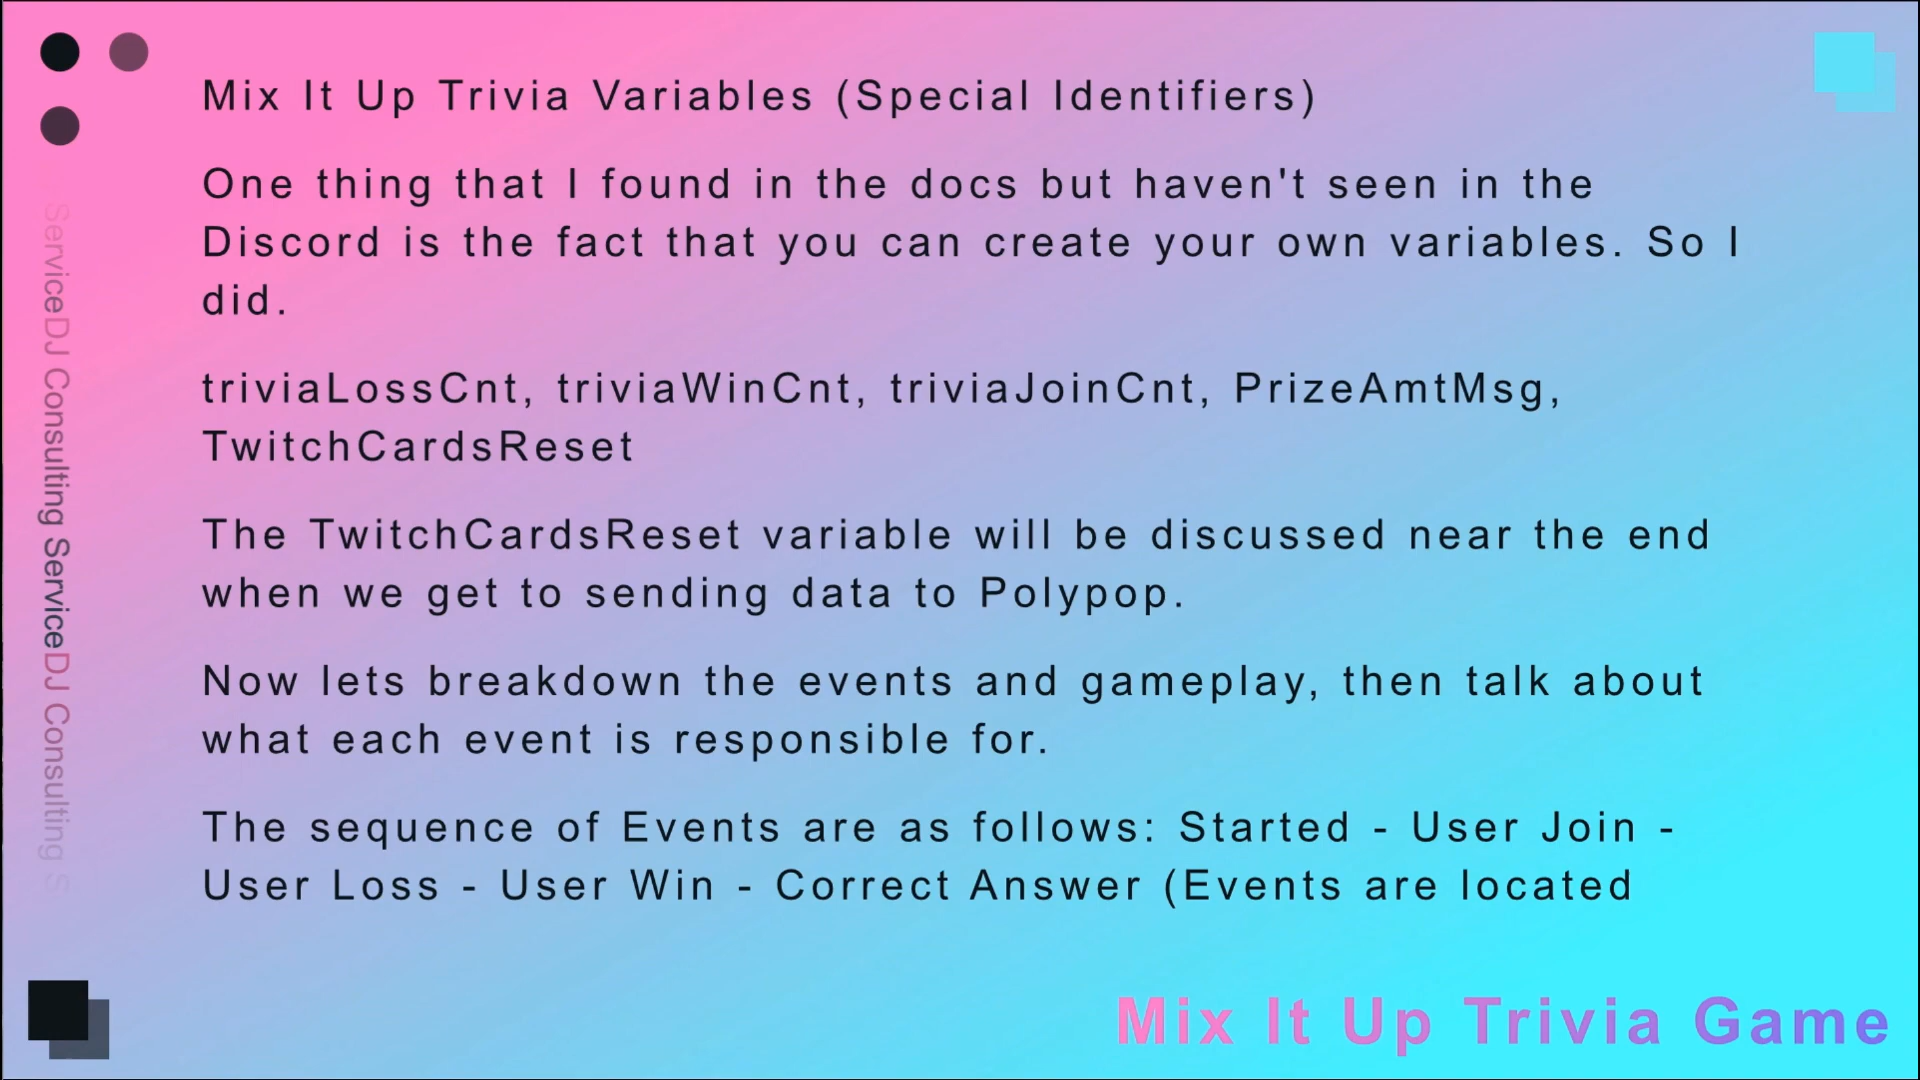 Mix It Up Trivia Variables (Special Identifiers)
One thing that I found in the docs but haven't seen in the
Discord is the fact that you can create your own variables. So I
did.
triviaLossCnt, triviaWinCnt, triviaJoinCnt, PrizeAmtMsg,
TwitchCardsReset
The TwitchCardsReset variable will be discussed near the end
when we get to sending data to Polypop.
Now lets breakdown the events and gameplay, then talk about
what each event is responsible for.
The sequence of Events are as follows: Started - User Join -
User Loss - User Win - Correct Answer (Events are located
ServiceDJ Consulting ServiceDJ Consulting S
Mix It Up Trivia Game